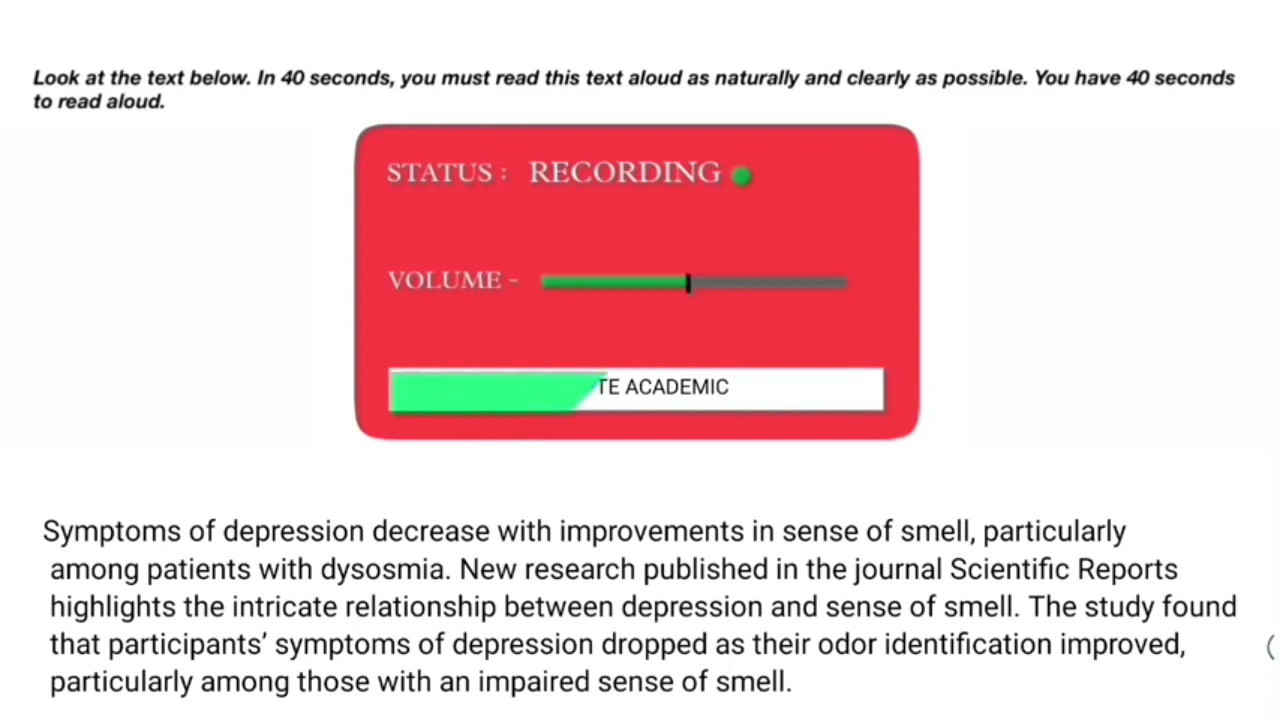 Look at the text below. In 40 seconds, you must read this text aloud as naturally and clearly as possible. You have 40 seconds
to read aloud.
STATUS : RECORDING
VOLUME -
TE ACADEMIC
Symptoms of depression decrease with improvements in sense of smell, particularly
among patients with dysosmia. New research published in the journal Scientific Reports
highlights the intricate relationship between depression and sense of smell. The study found
that participants’ symptoms of depression dropped as their odor identification improved,
particularly among those with an impaired sense of smell.